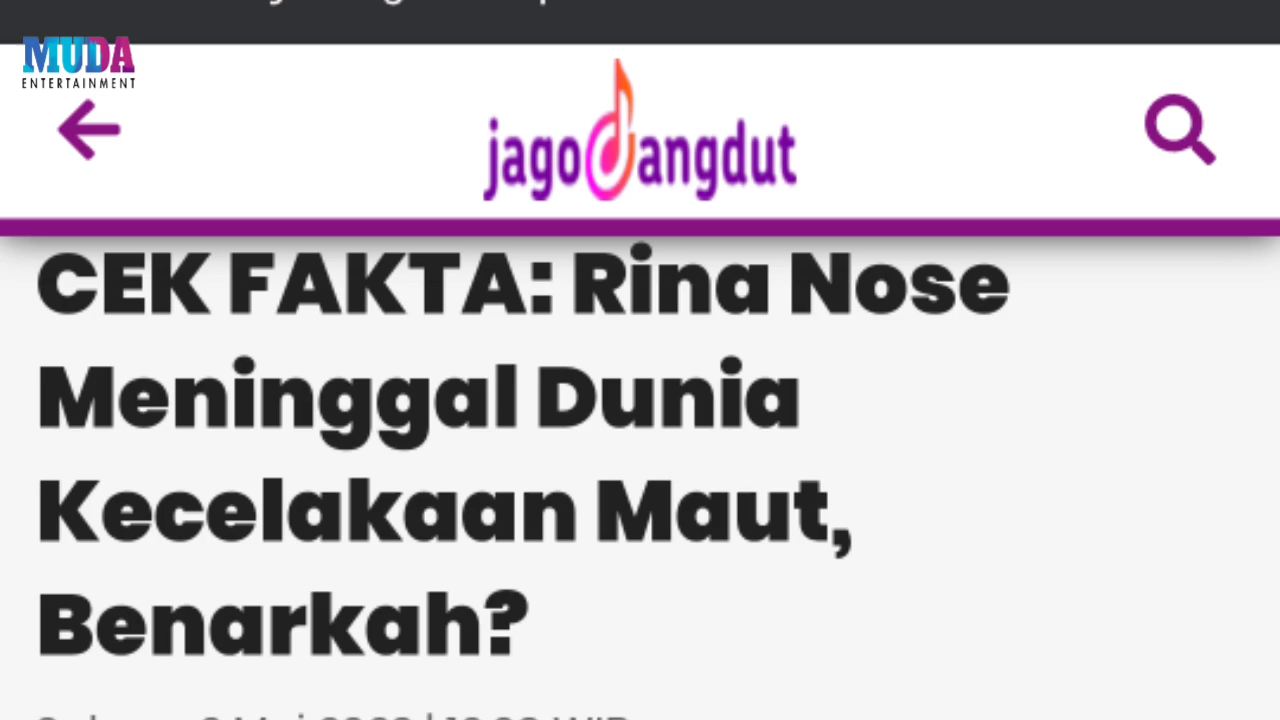 MUDA
ENTERTAINMENT
jagodangdut
CEK FAKTA: Rina Nose
Meninggal Dunia
Kecelakaan Maut,
Benarkah?